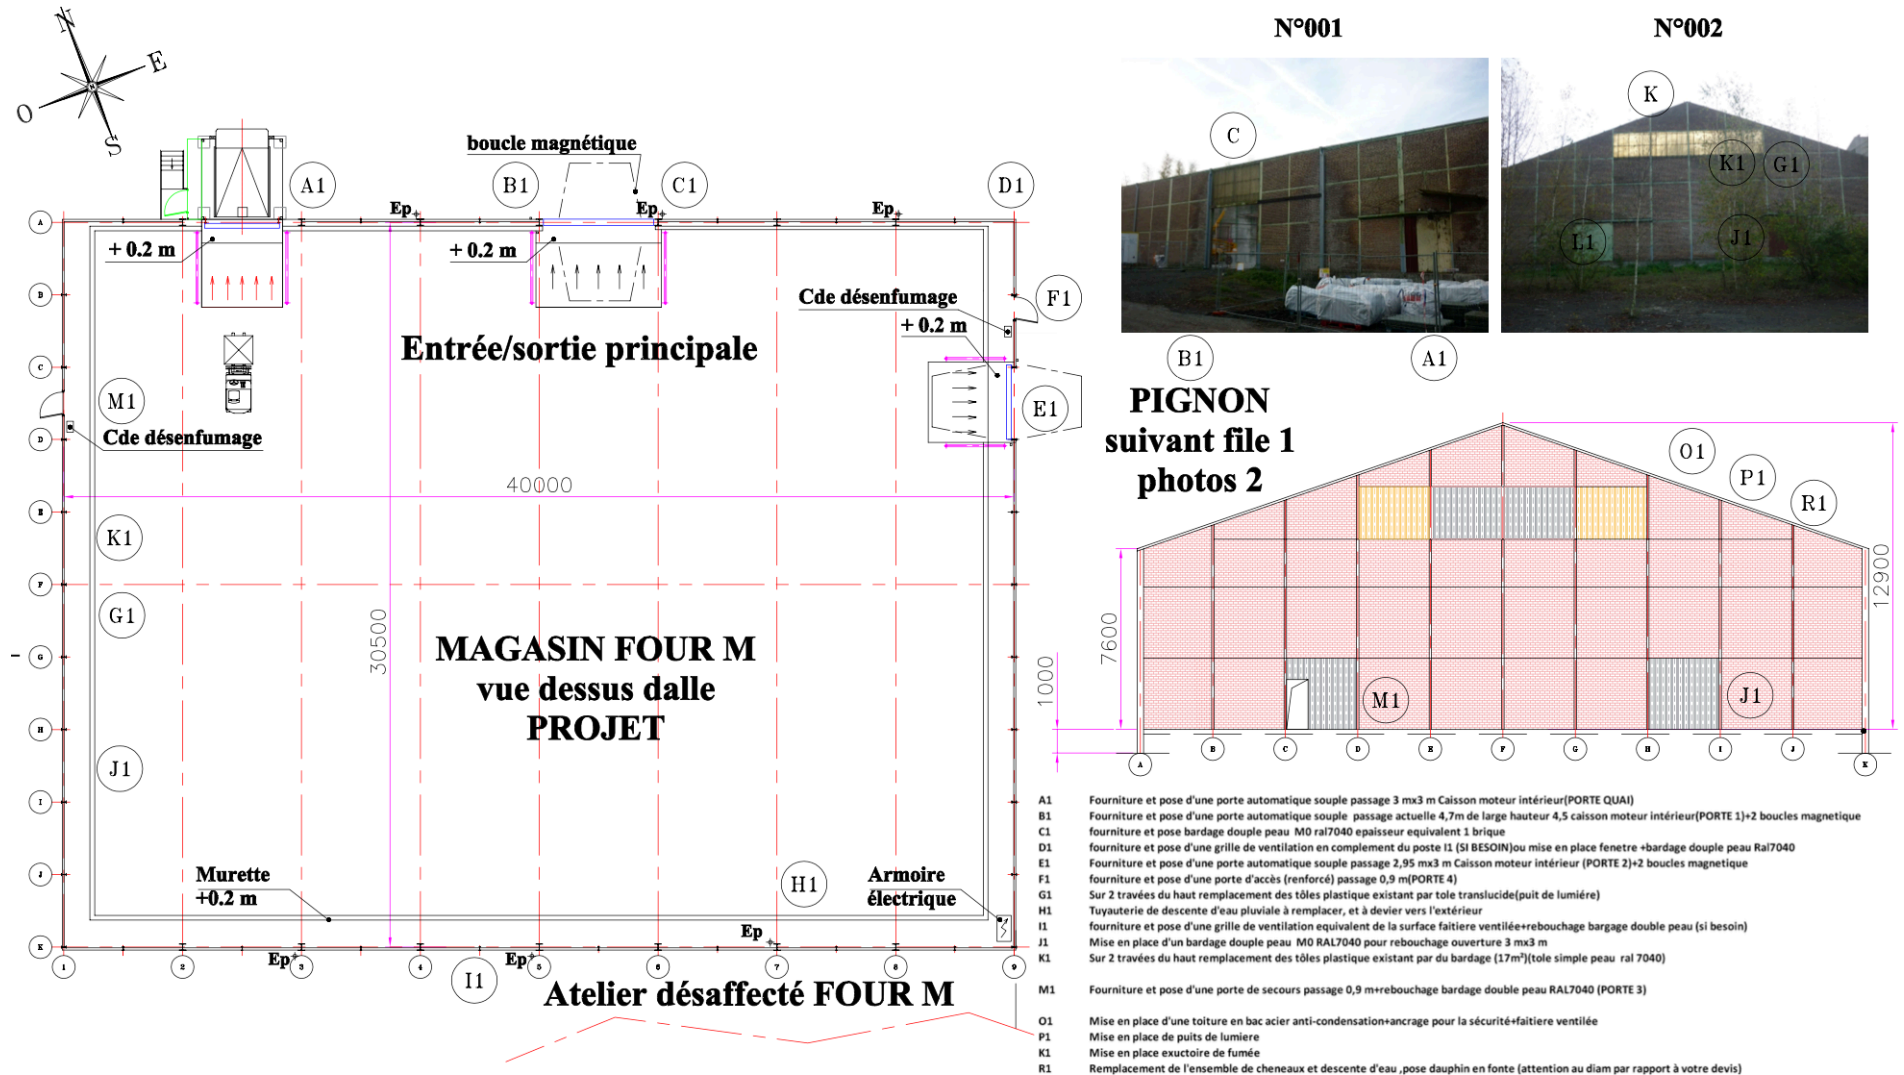 N
E
O
S
boucle magnétique
A1
B1
C1
D1
Ep
Ep
Ep
+ 0.2 m
+ 0.2 m
Cde désenfumage
+ 0.2 m
F1
Entrée/sortie principale
E1
M1
Cde désenfumage
40000
K1
G1
30500
MAGASIN FOUR M
vue dessus dalle
PROJET
J1
Murette
+0.2 m
H1
Armoire
électrique
Ep
Ep
Ep
I1
Atelier désaffecté FOUR M
A
B
C
D
E
F
G
H
I
J
K
1
2
3
4
5
6
7
8
9
N°001
N°002
C
K
K1
G1
L1
J1
B1
A1
PIGNON
suivant file 1
photos 2
O1
P1
R1
12900
7600
1000
M1
J1
A
B
C
D
E
F
G
H
I
J
K
A1 Fourniture et pose d'une porte automatique souple passage 3 mx3 m Caisson moteur intérieur(PORTE QUAI)
B1 Fourniture et pose d'une porte automatique souple passage actuelle 4,7m de large hauteur 4,5 caisson moteur intérieur(PORTE 1)+2 boucles magnetique
C1 fourniture et pose bardage douple peau M0 ral7040 epaisseur equivalent 1 brique
D1 fourniture et pose d'une grille de ventilation en complement du poste I1 (SI BESOIN)ou mise en place fenetre +bardage douple peau Ral7040
E1 Fourniture et pose d'une porte automatique souple passage 2,95 mx3 m Caisson moteur intérieur (PORTE 2)+2 boucles magnetique
F1 fourniture et pose d'une porte d'accès (renforcé) passage 0,9 m(PORTE 4)
G1 Sur 2 travées du haut remplacement des tôles plastique existant par tole translucide(puit de lumiére)
H1 Tuyauterie de descente d'eau pluviale à remplacer, et à devier vers l'extérieur
I1 fourniture et pose d'une grille de ventilation equivalent de la surface faitiere ventilée+rebouchage bargage double peau (si besoin)
J1 Mise en place d'un bardage douple peau M0 RAL7040 pour rebouchage ouverture 3 mx3 m
K1 Sur 2 travées du haut remplacement des tôles plastique existant par du bardage (17m²)(tole simple peau ral 7040)
M1 Fourniture et pose d'une porte de secours passage 0,9 m+rebouchage bardage double peau RAL7040 (PORTE 3)
O1 Mise en place d'une toiture en bac acier anti-condensation+ancrage pour la sécurité+faitiere ventilée
P1 Mise en place de puits de lumiere
K1 Mise en place exuctoire de fumée
R1 Remplacement de l'ensemble de cheneaux et descente d'eau ,pose dauphin en fonte (attention au diam par rapport à votre devis)